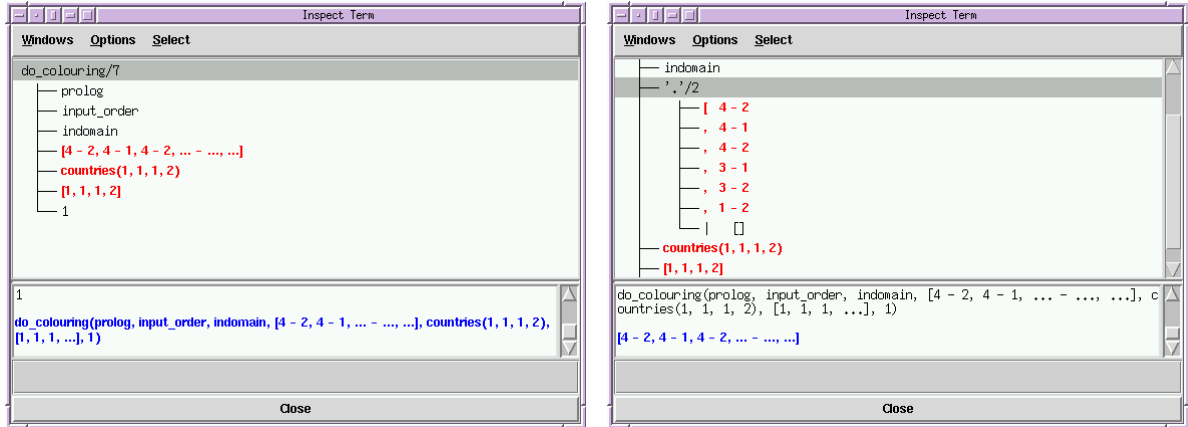 Inspect Term
Windows Options Select
do_colouring/7
prolog
input_order
indomain
[4 - 2, 4 - 1, 4 - 2, ... - ..., ...]
countries(1, 1, 1, 2)
[1, 1, 1, 2]
1
1
do_colouring(prolog, input_order, indomain, [4 - 2, 4 - 1, ... - ..., ...], countries(1, 1, 1, 2),
[1, 1, 1, ...], 1)
Close
Inspect Term
Windows Options Select
indomain
'.'/2
[ 4 - 2
, 4 - 1
, 4 - 2
, 3 - 1
, 3 - 2
, 1 - 2
| []
countries(1, 1, 1, 2)
[1, 1, 1, 2]
do_colouring(prolog, input_order, indomain, [4 - 2, 4 - 1, ... - ..., ...], c
ountries(1, 1, 1, 2), [1, 1, 1, ...], 1)
[4 - 2, 4 - 1, 4 - 2, ... - ..., ...]
Close